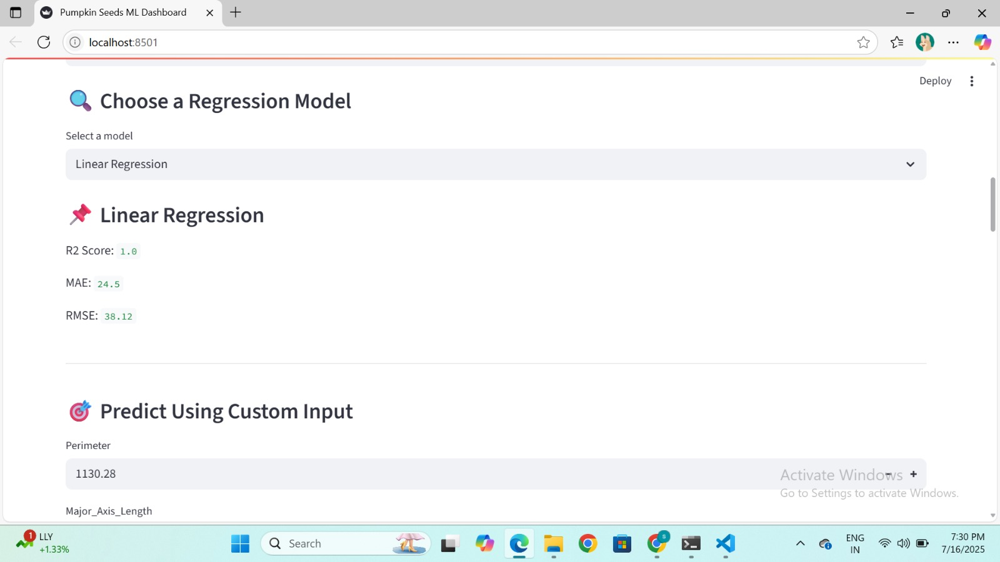 Pumpkin Seeds ML Dashboard
localhost:8501
Deploy
🔍 Choose a Regression Model
Select a model
Linear Regression
📌 Linear Regression
R2 Score: 1.0
MAE: 24.5
RMSE: 38.12
🎯 Predict Using Custom Input
Perimeter
1130.28
Activate Windows
Go to Settings to activate Windows.
Major_Axis_Length
1
LLY
+1.33%
Search
s
ENG
IN
7:30 PM
7/16/2025